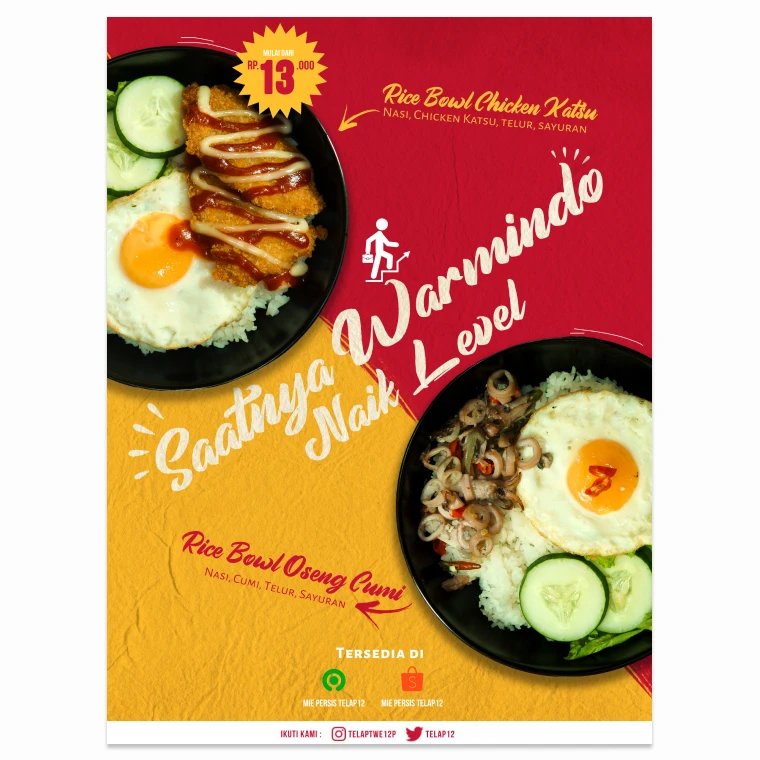 MULAI DARI
RP. 13 .000
Rice Bowl Chicken Katsu
Nasi, Chicken Katsu, telur, sayuran
Saatnya Warmindo
Naik Level
Rice Bowl Oseng Cumi
Nasi, Cumi, Telur, Sayuran
Tersedia di
MIE PERSIS TELAP12 MIE PERSIS TELAP12
IKUTI KAMI : TELAPTWE12P TELAP12